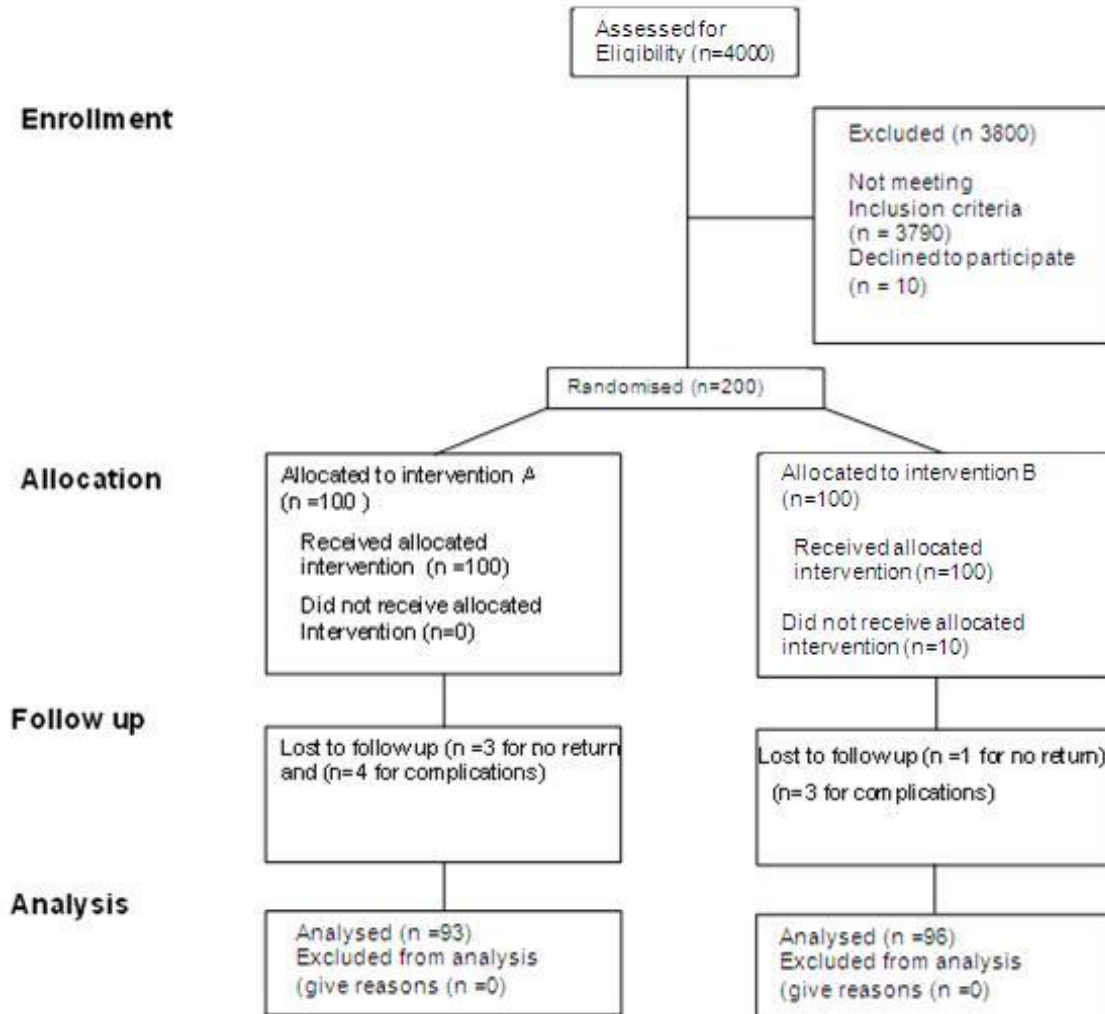 Assessed for
Eligibility (n=4000)
Enrollment
Excluded (n 3800)
Not meeting
Inclusion criteria
(n = 3790)
Declined to participate
(n = 10)
Randomised (n=200)
Allocation
Allocated to intervention A
(n =100 )
Received allocated
intervention (n =100)
Did not receive allocated
Intervention (n=0)
Allocated to intervention B
(n=100)
Received allocated
intervention (n=100)
Did not receive allocated
intervention (n=10)
Follow up
Lost to follow up (n =3 for no return
and (n=4 for complications)
Lost to follow up (n =1 for no return)
(n=3 for complications)
Analysis
Analysed (n =93)
Excluded from analysis
(give reasons (n =0)
Analysed (n =96)
Excluded from analysis
(give reasons (n =0)